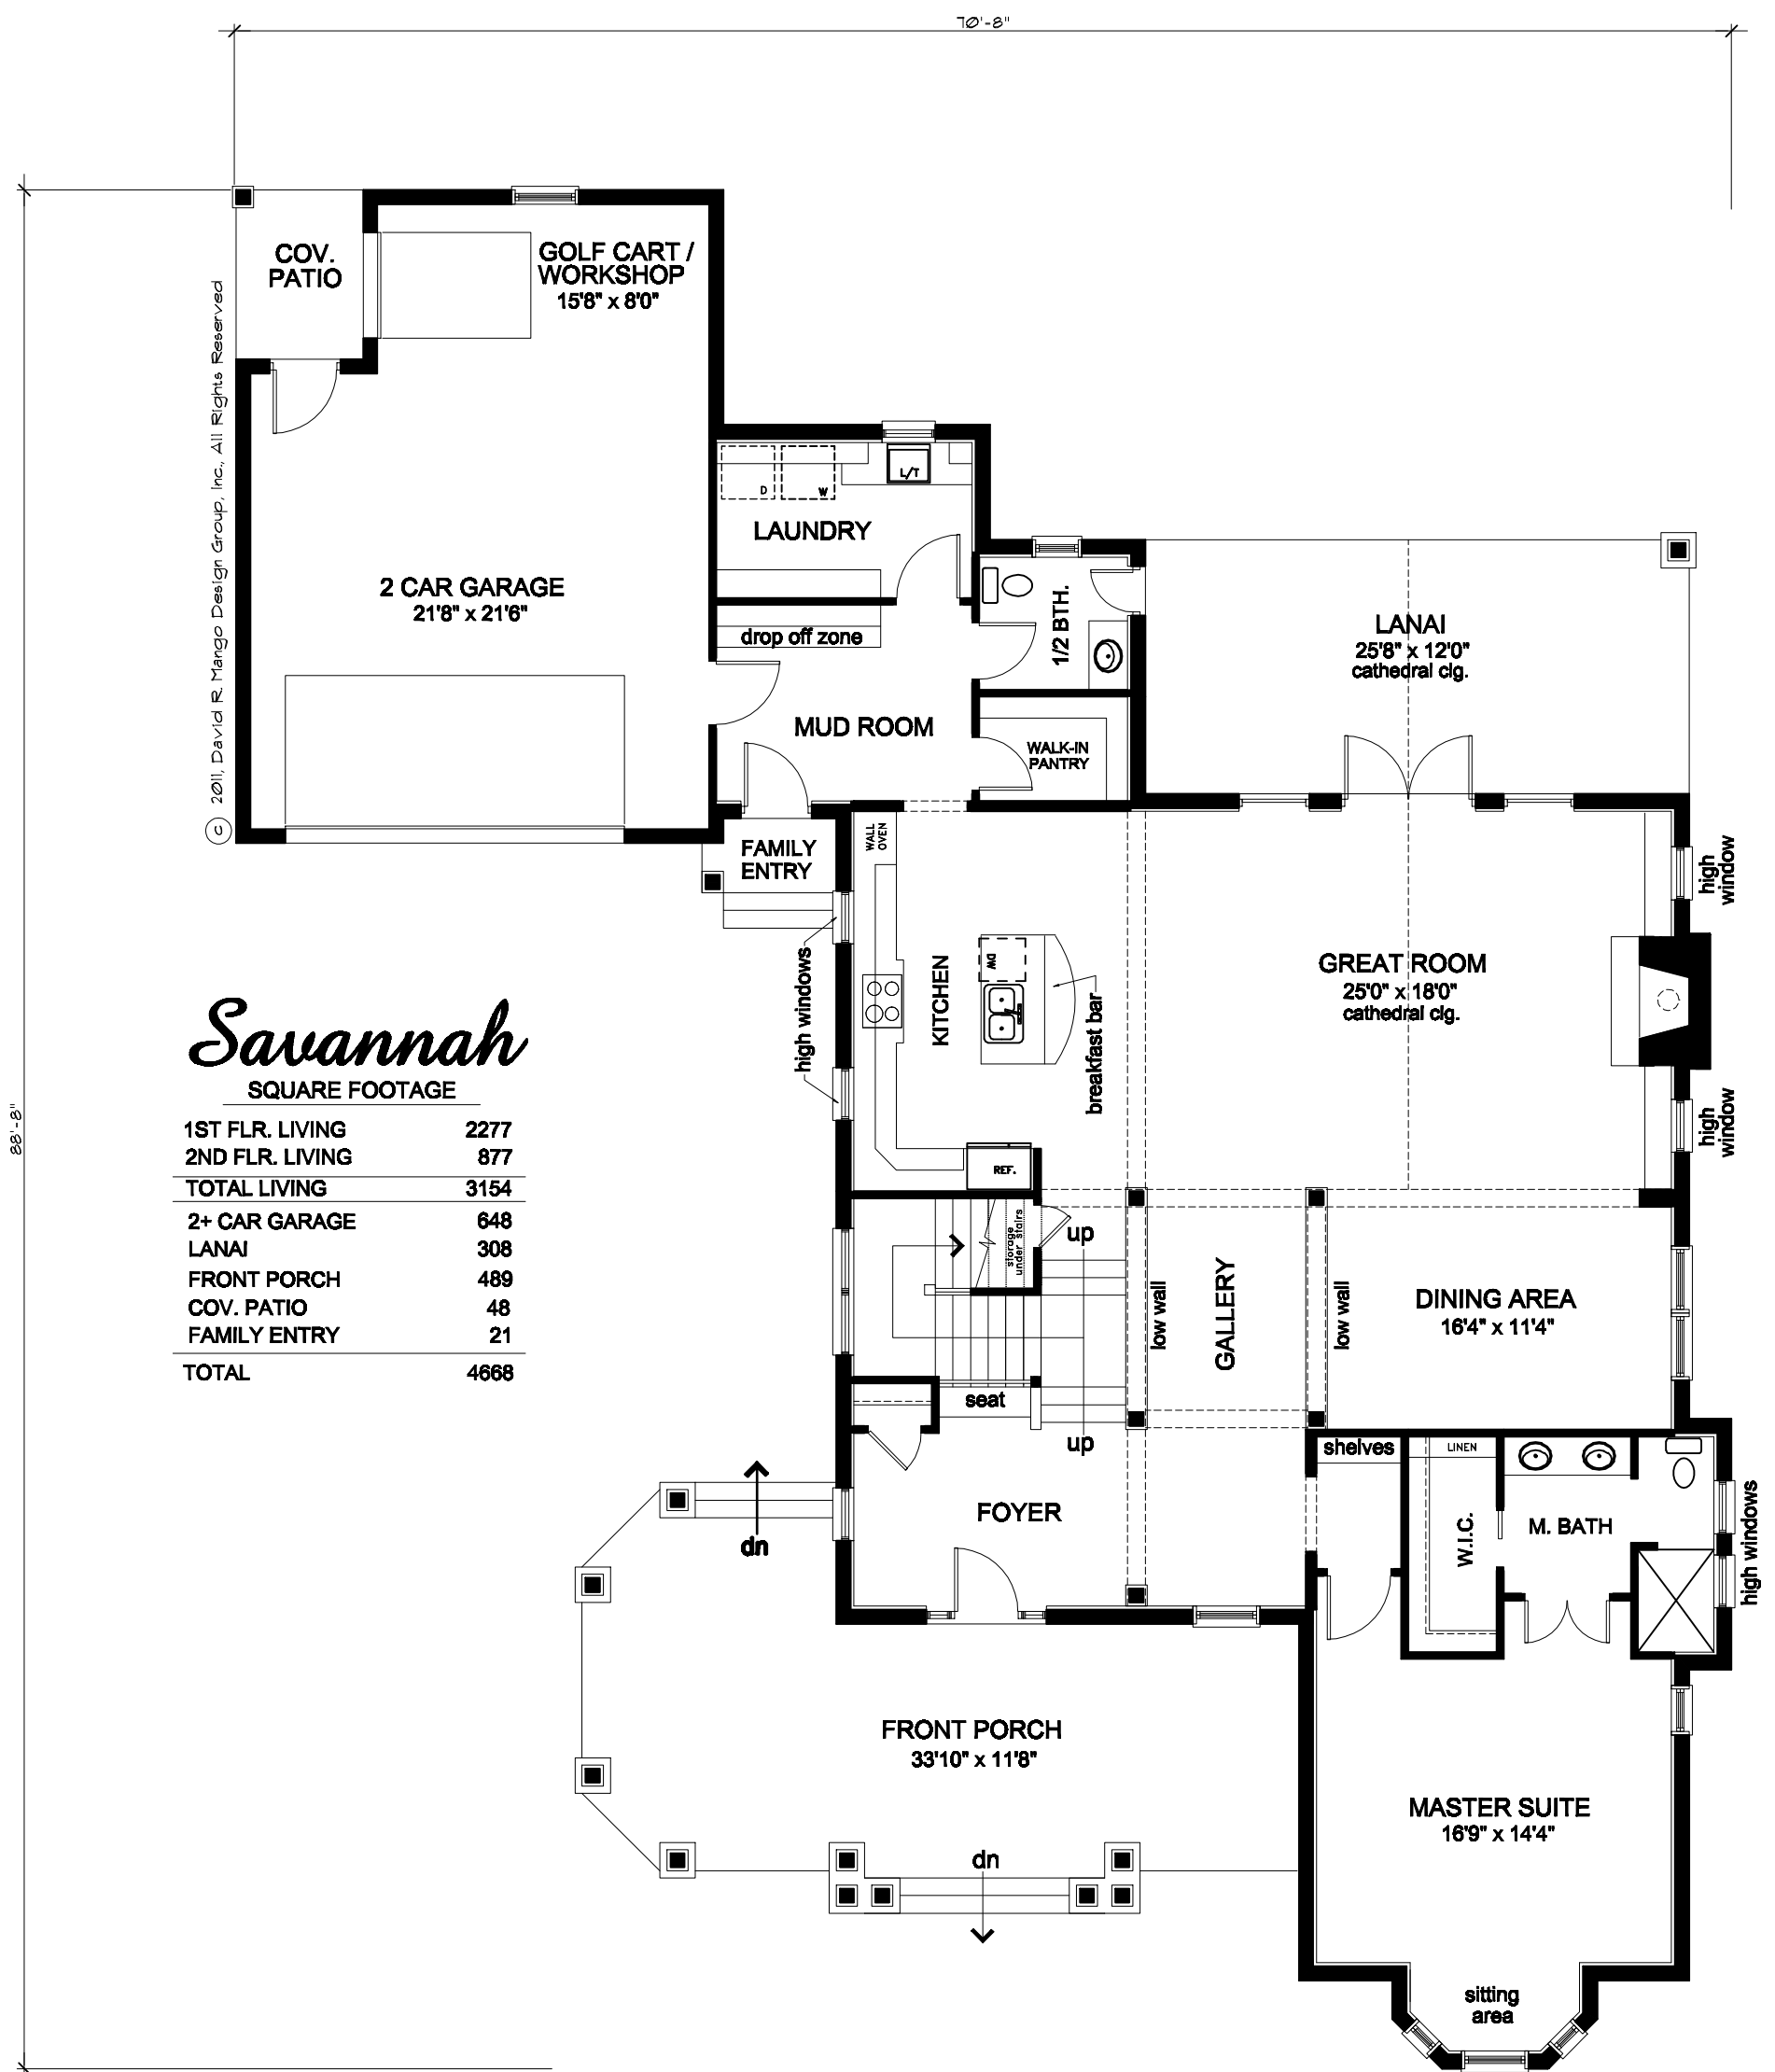 70'-8"
COV.
PATIO
GOLF CART /
WORKSHOP
15'8" x 8'0"
© 2011, David R. Mango Design Group, Inc., All Rights Reserved
D
W
L/T
LAUNDRY
2 CAR GARAGE
21'8" x 21'6"
drop off zone
1/2 BTH.
LANAI
25'8" x 12'0"
cathedral clg.
MUD ROOM
WALK-IN
PANTRY
FAMILY
ENTRY
WALL
OVEN
high
window
high windows
KITCHEN
DW
breakfast bar
GREAT ROOM
25'0" x 18'0"
cathedral clg.
high
window
REF.
88'-8"
Savannah
SQUARE FOOTAGE
1ST FLR. LIVING 2277
2ND FLR. LIVING 877
TOTAL LIVING 3154
2+ CAR GARAGE 648
LANAI 308
FRONT PORCH 489
COV. PATIO 48
FAMILY ENTRY 21
TOTAL 4668
storage
under stairs
up
low wall
GALLERY
low wall
DINING AREA
16'4" x 11'4"
seat
up
shelves
LINEN
FOYER
W.I.C.
M. BATH
high windows
dn
FRONT PORCH
33'10" x 11'8"
MASTER SUITE
16'9" x 14'4"
dn
sitting
area